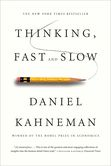 THE NEW YORK TIMES BESTSELLER
THINKING,
FAST AND SLOW
DANIEL
KAHNEMAN
WINNER OF THE NOBEL PRIZE IN ECONOMICS